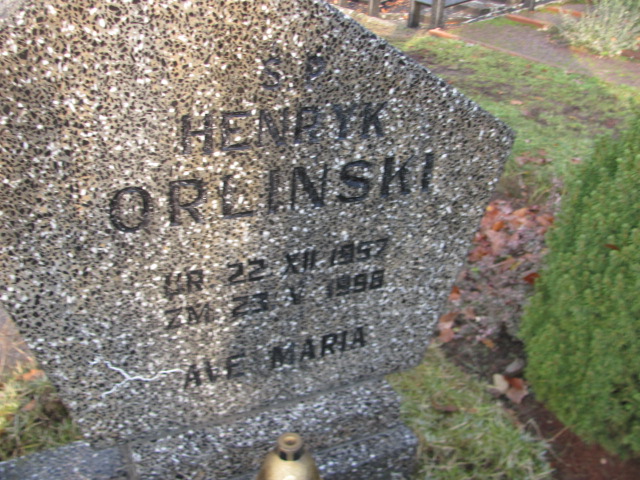 Ś P
HENRYK
ORLIŃSKI
UR 22 XII 1957
ZM 23 V 1998
AVE MARIA